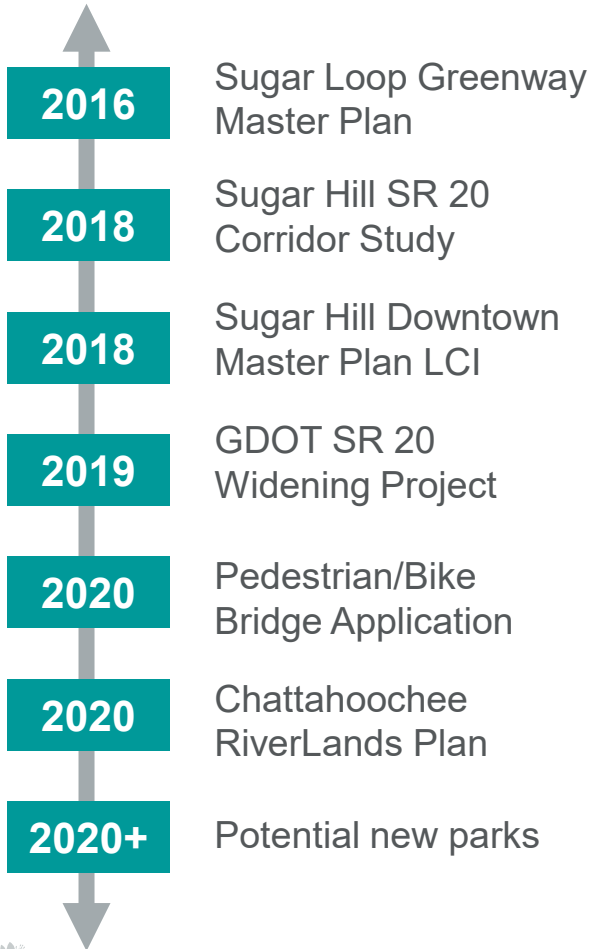 2016
Sugar Loop Greenway
Master Plan
2018
Sugar Hill SR 20
Corridor Study
2018
Sugar Hill Downtown
Master Plan LCI
2019
GDOT SR 20
Widening Project
2020
Pedestrian/Bike
Bridge Application
2020
Chattahoochee
RiverLands Plan
2020+
Potential new parks